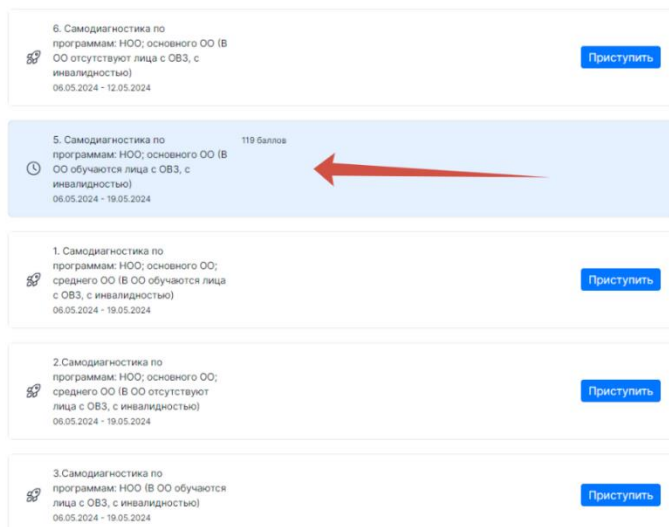 6. Самодиагностика по
программам: НОО; основного ОО (В
ОО отсутствуют лица с ОВЗ, с
инвалидностью)
06.05.2024 - 12.05.2024
Приступить
5. Самодиагностика по
119 баллов
программам: НОО; основного ОО (В
ОО обучаются лица с ОВЗ, с
инвалидностью)
06.05.2024 - 19.05.2024
1. Самодиагностика по
программам: НОО; основного ОО;
среднего ОО (В ОО обучаются лица
с ОВЗ, с инвалидностью)
06.05.2024 - 19.05.2024
Приступить
2.Самодиагностика по
программам: НОО; основного ОО;
среднего ОО (В ОО отсутствуют
лица с ОВЗ, с инвалидностью)
06.05.2024 - 19.05.2024
Приступить
3.Самодиагностика по
программам: НОО (В ОО обучаются
лица с ОВЗ, с инвалидностью)
06.05.2024 - 19.05.2024
Приступить